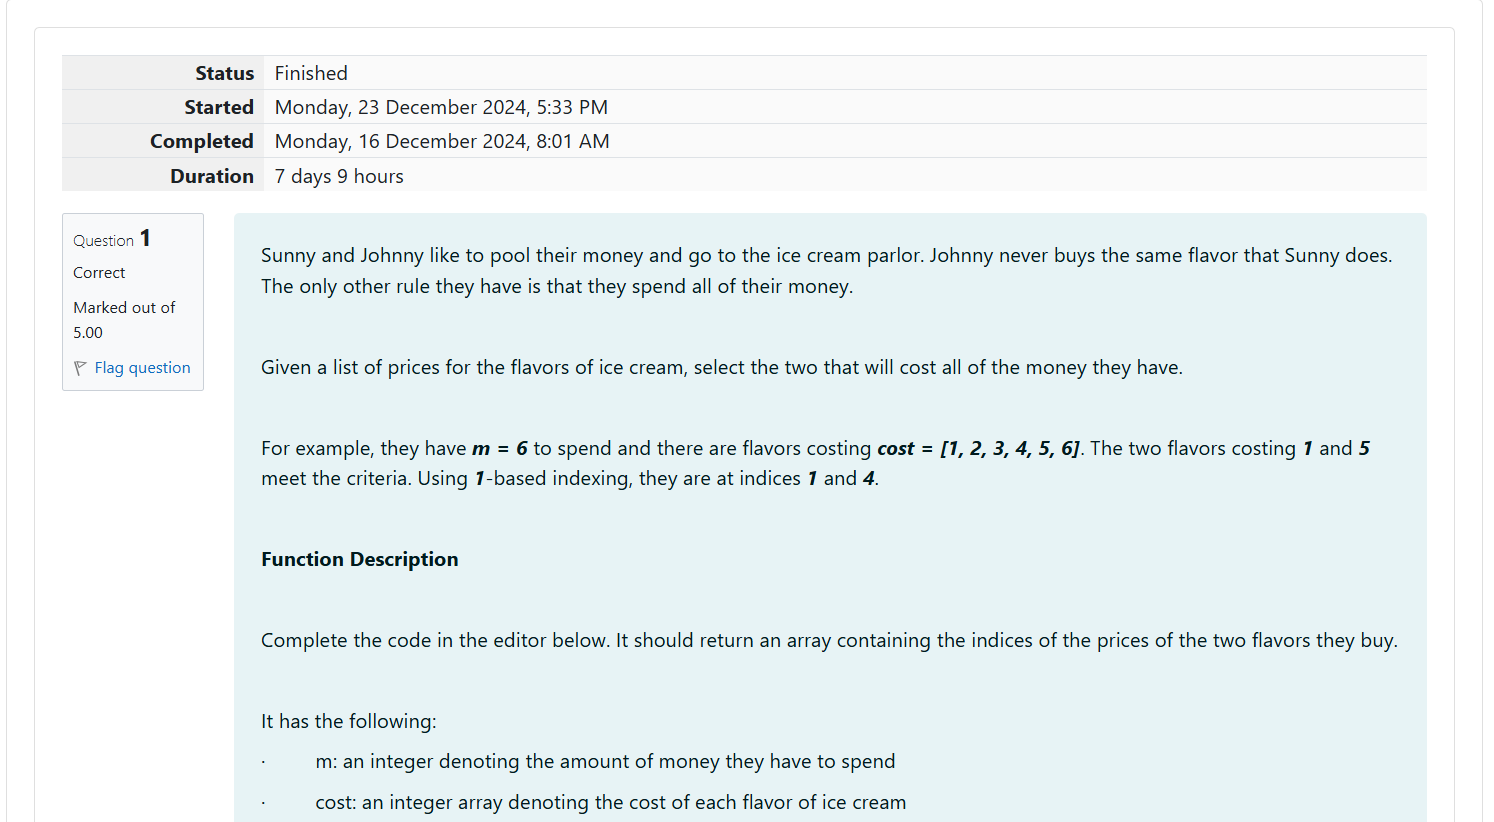 Status Finished
Started Monday, 23 December 2024, 5:33 PM
Completed Monday, 16 December 2024, 8:01 AM
Duration 7 days 9 hours
Question 1
Correct
Marked out of
5.00
Flag question
Sunny and Johnny like to pool their money and go to the ice cream parlor. Johnny never buys the same flavor that Sunny does.
The only other rule they have is that they spend all of their money.
Given a list of prices for the flavors of ice cream, select the two that will cost all of the money they have.
For example, they have m = 6 to spend and there are flavors costing cost = [1, 2, 3, 4, 5, 6]. The two flavors costing 1 and 5
meet the criteria. Using 1-based indexing, they are at indices 1 and 4.
Function Description
Complete the code in the editor below. It should return an array containing the indices of the prices of the two flavors they buy.
It has the following:
· m: an integer denoting the amount of money they have to spend
· cost: an integer array denoting the cost of each flavor of ice cream